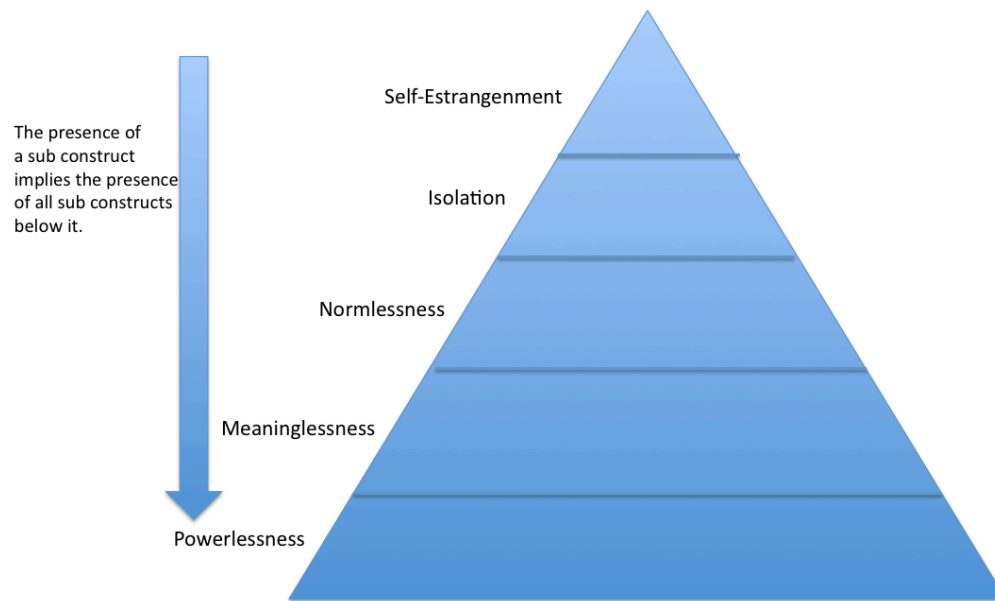 Self-Estrangenment
The presence of
a sub construct
implies the presence
of all sub constructs
below it.
Isolation
Normlessness
Meaninglessness
Powerlessness